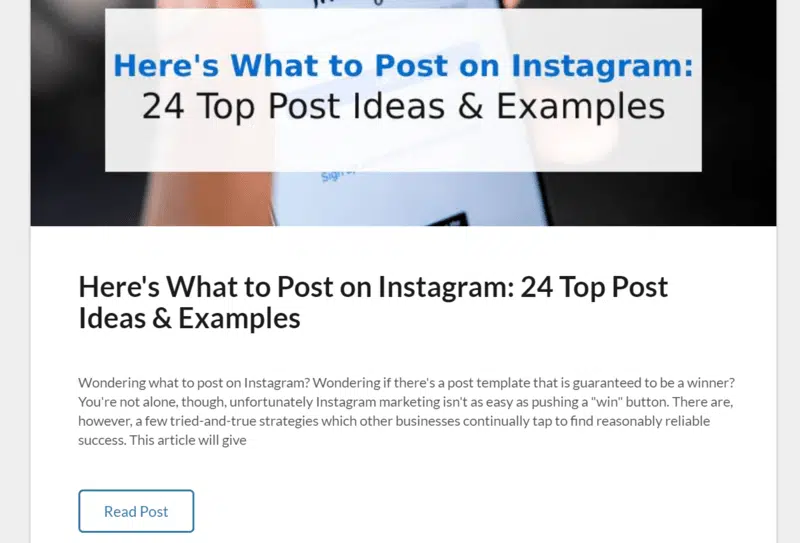 Here's What to Post on Instagram:
24 Top Post Ideas & Examples
Here's What to Post on Instagram: 24 Top Post
Ideas & Examples
Wondering what to post on Instagram? Wondering if there's a post template that is guaranteed to be a winner?
You're not alone, though, unfortunately Instagram marketing isn't as easy as pushing a "win" button. There are,
however, a few tried-and-true strategies which other businesses continually tap to find reasonably reliable
success. This article will give
Read Post